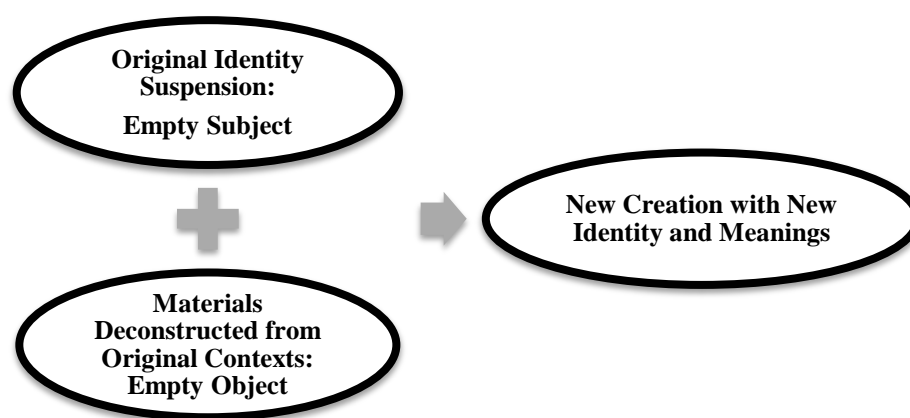 Original Identity
Suspension:
Empty Subject
Materials
Deconstructed from
Original Contexts:
Empty Object
New Creation with New
Identity and Meanings